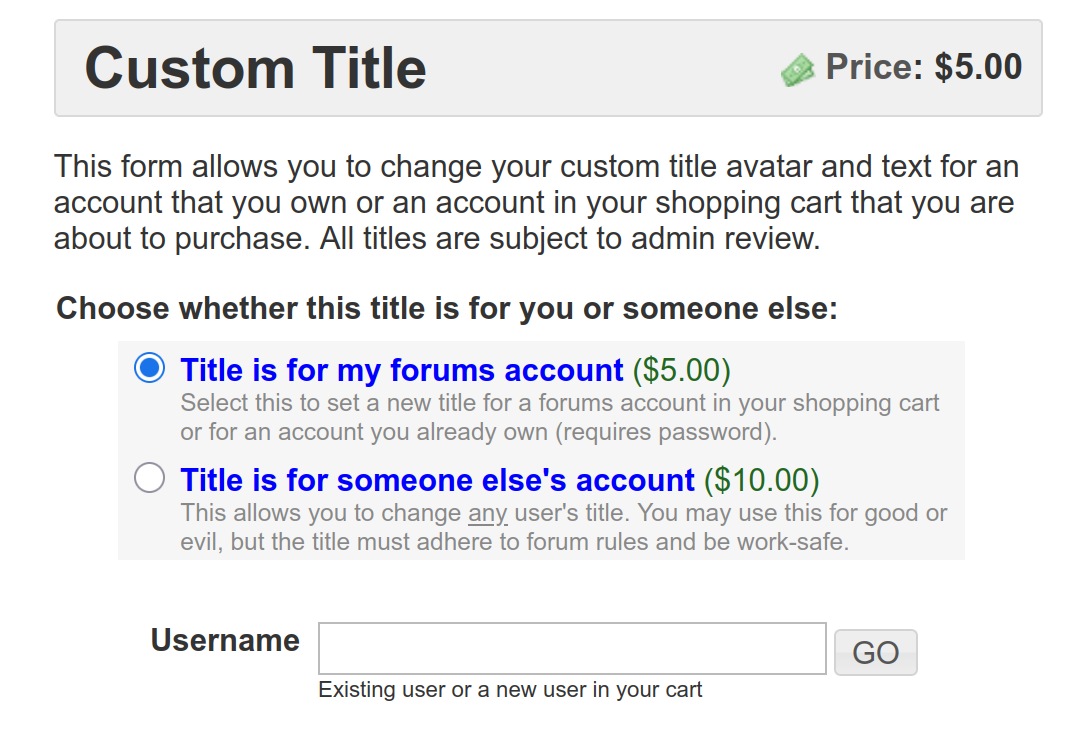 Custom Title
Price: $5.00
This form allows you to change your custom title avatar and text for an
account that you own or an account in your shopping cart that you are
about to purchase. All titles are subject to admin review.
Choose whether this title is for you or someone else:
Title is for my forums account ($5.00)
Select this to set a new title for a forums account in your shopping cart
or for an account you already own (requires password).
Title is for someone else's account ($10.00)
This allows you to change any user's title. You may use this for good or
evil, but the title must adhere to forum rules and be work-safe.
Username
GO
Existing user or a new user in your cart